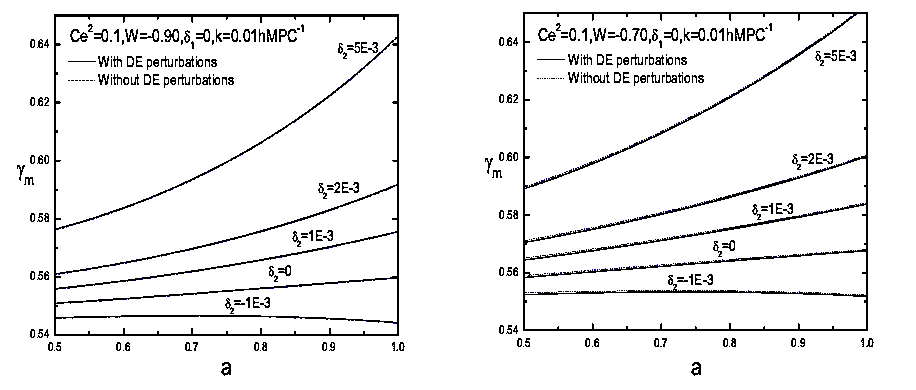 Ce²=0.1,W=-0.90,δ₁=0,k=0.01hMPC⁻¹
With DE perturbations
Without DE perturbations
δ₂=5E-3
δ₂=2E-3
δ₂=1E-3
δ₂=0
δ₂=-1E-3
0.64
0.62
0.60
0.58
0.56
0.54
γₘ
0.5 0.6 0.7 0.8 0.9 1.0
a
Ce²=0.1,W=-0.70,δ₁=0,k=0.01hMPC⁻¹
With DE perturbations
Without DE perturbations
δ₂=5E-3
δ₂=2E-3
δ₂=1E-3
δ₂=0
δ₂=-1E-3
0.64
0.62
0.60
0.58
0.56
0.54
γₘ
0.5 0.6 0.7 0.8 0.9 1.0
a